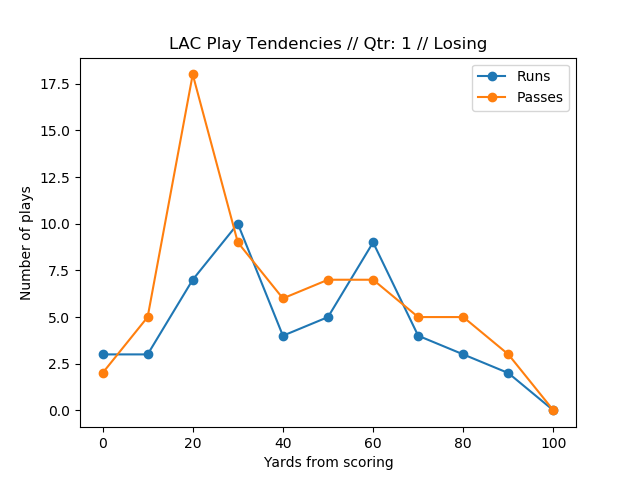 LAC Play Tendencies // Qtr: 1 // Losing
Runs
Passes
Number of plays
17.5
15.0
12.5
10.0
7.5
5.0
2.5
0.0
0 20 40 60 80 100
Yards from scoring